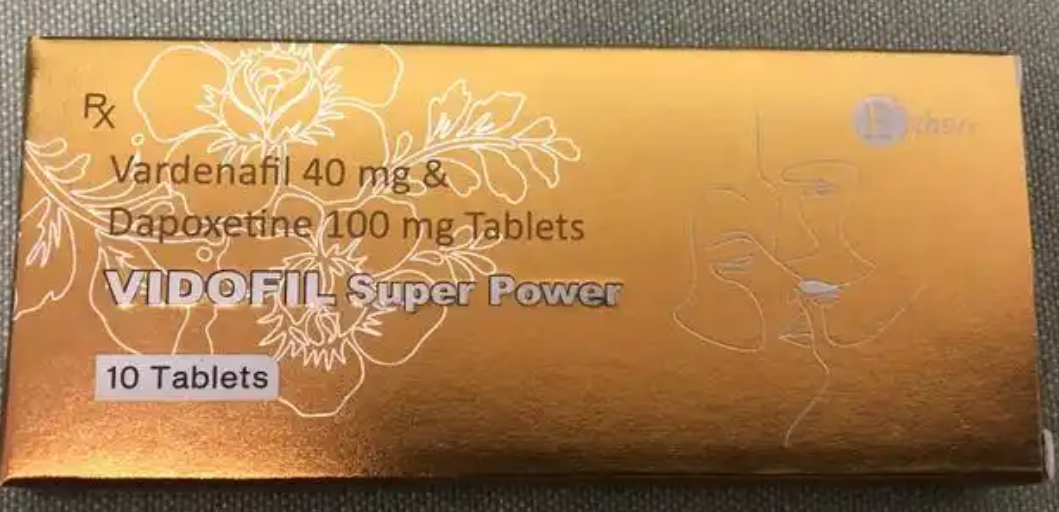 Rx
Vardenafil 40 mg &
Dapoxetine 100 mg Tablets
VIDOFIL Super Power
10 Tablets